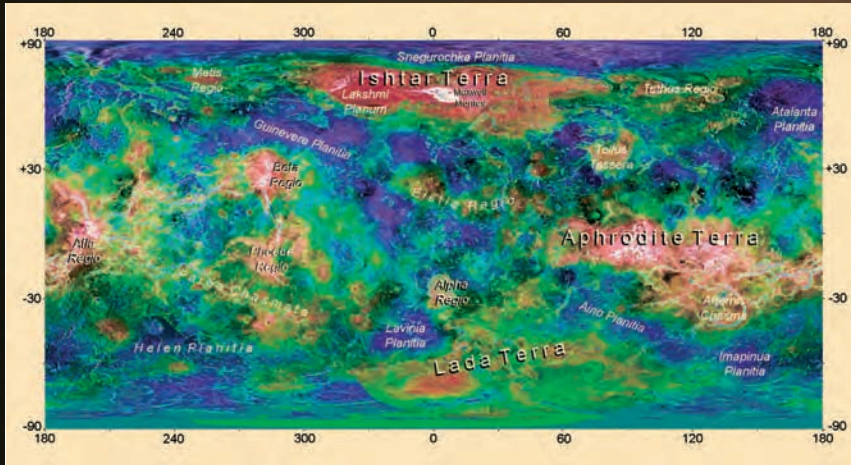 180 240 300 0 60 120 180
+90 +90
Snegurochka Planitia
Ishtar Terra
Metis
Regio
Lakshmi
Planum
Maxwell
Montes
Tethus Regio
Atalanta
Planitia
Guinevere Planitia
Tellus
Tessera
+30 +30
Beta
Regio
Eistla Regio
Aphrodite Terra
Atla
Regio
Phoebe
Regio
Alpha
Regio
-30 -30
Chasmata
Artemis
Chasma
Aino Planitia
Lavinia
Planitia
Helen Planitia
Lada Terra
Imapinua
Planitia
-90 -90
180 240 300 0 60 120 180